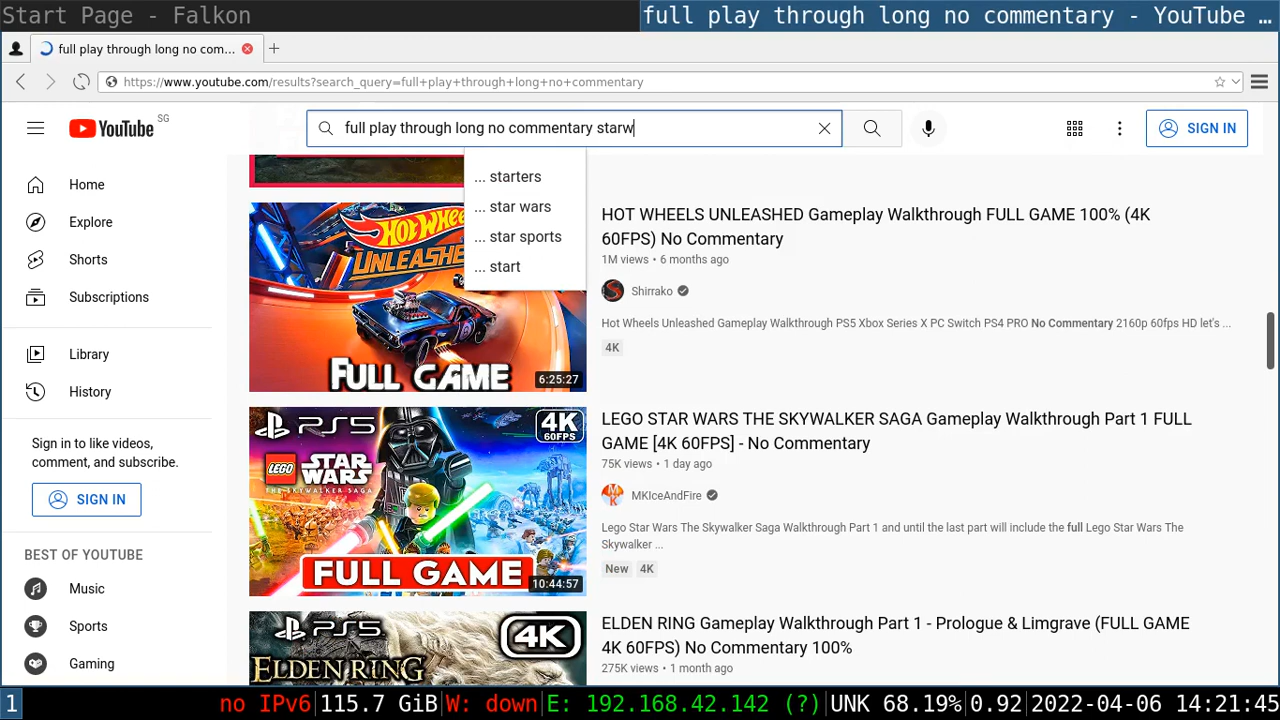 Start Page - Falkon
full play through long no commentary - YouTube …
full play through long no com...
https://www.youtube.com/results?search_query=full+play+through+long+no+commentary
YouTube SG
full play through long no commentary starw
SIGN IN
Home
Explore
Shorts
Subscriptions
Library
History
Sign in to like videos,
comment, and subscribe.
SIGN IN
BEST OF YOUTUBE
Music
Sports
Gaming
... starters
... star wars
... star sports
... start
HOT WHEELS
UNLEASHED
FULL GAME
6:25:27
HOT WHEELS UNLEASHED Gameplay Walkthrough FULL GAME 100% (4K
60FPS) No Commentary
1M views • 6 months ago
Shirrako
Hot Wheels Unleashed Gameplay Walkthrough PS5 Xbox Series X PC Switch PS4 PRO No Commentary 2160p 60fps HD let's ...
4K
PS5
4K
60FPS
LEGO STAR WARS
THE SKYWALKER SAGA
FULL GAME
10:44:57
LEGO STAR WARS THE SKYWALKER SAGA Gameplay Walkthrough Part 1 FULL
GAME [4K 60FPS] - No Commentary
75K views • 1 day ago
MKIceAndFire
Lego Star Wars The Skywalker Saga Walkthrough Part 1 and until the last part will include the full Lego Star Wars The
Skywalker ...
New 4K
PS5
4K
ELDEN RING
ELDEN RING Gameplay Walkthrough Part 1 - Prologue & Limgrave (FULL GAME
4K 60FPS) No Commentary 100%
275K views • 1 month ago
1
no IPv6|115.7 GiB|W: down|E: 192.168.42.142 (?)|UNK 68.19%|0.92|2022-04-06 14:21:45